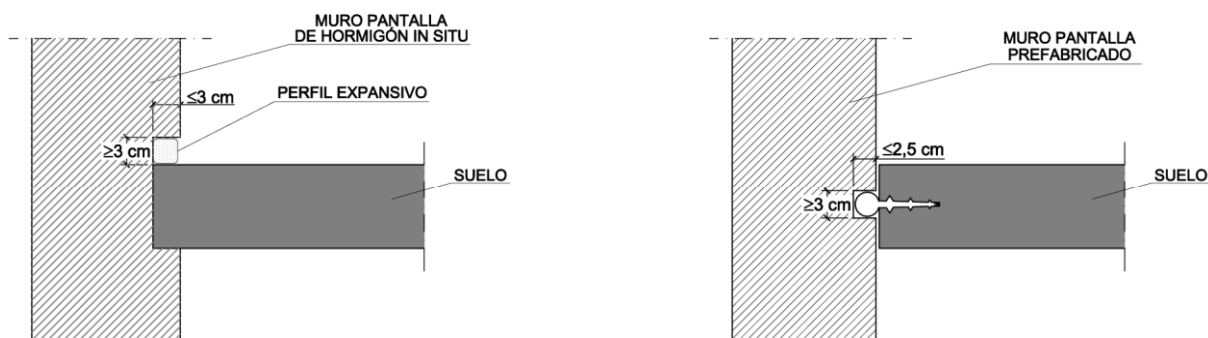 MURO PANTALLA
DE HORMIGÓN IN SITU
≤3 cm
PERFIL EXPANSIVO
≥3 cm
SUELO
MURO PANTALLA
PREFABRICADO
≤2,5 cm
≥3 cm
SUELO